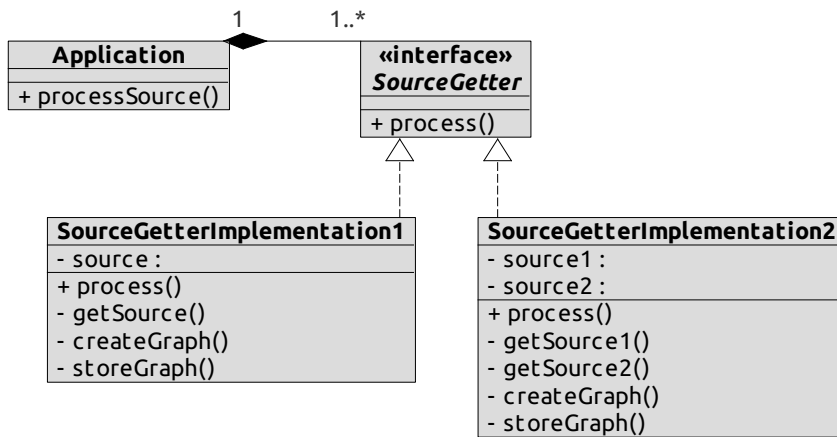 1
1..*
Application
+ processSource()
«interface»
SourceGetter
+ process()
SourceGetterImplementation1
- source :
+ process()
- getSource()
- createGraph()
- storeGraph()
SourceGetterImplementation2
- source1 :
- source2 :
+ process()
- getSource1()
- getSource2()
- createGraph()
- storeGraph()